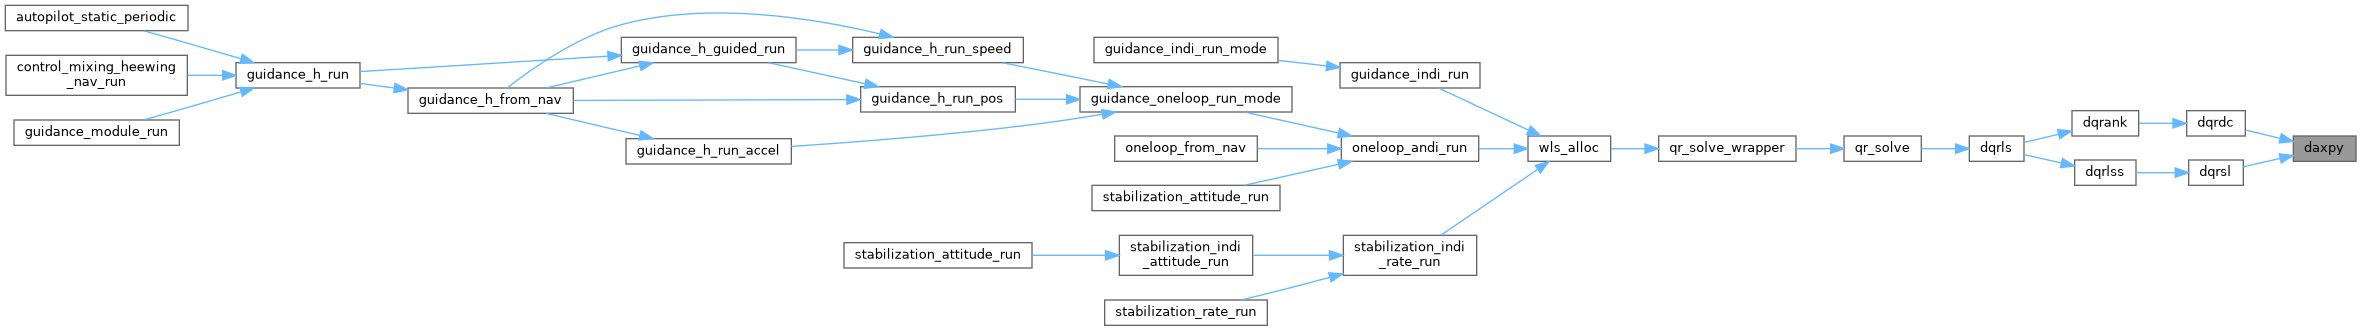 autopilot_static_periodic
control_mixing_heewing
_nav_run
guidance_module_run
guidance_h_run
guidance_h_from_nav
guidance_h_guided_run
guidance_h_run_accel
guidance_h_run_speed
guidance_h_run_pos
guidance_indi_run_mode
guidance_oneloop_run_mode
oneloop_from_nav
stabilization_attitude_run
stabilization_attitude_run
stabilization_indi
_attitude_run
stabilization_rate_run
guidance_indi_run
oneloop_andi_run
stabilization_indi
_rate_run
wls_alloc
qr_solve_wrapper
qr_solve
dqrls
dqrank
dqrlss
dqrdc
dqrsl
daxpy